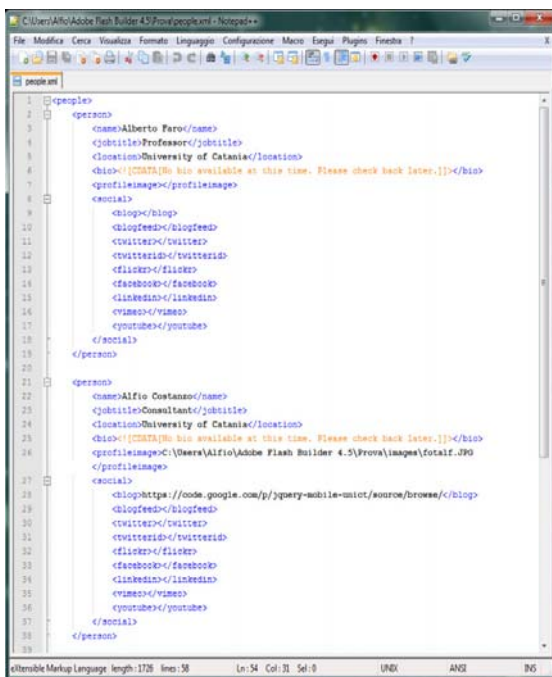 C:\Users\Alfio\Adobe Flash Builder 4.5\Prova\people.xml - Notepad++
File Modifica Cerca Visualizza Formato Linguaggio Configurazione Macro Esegui Plugins Finestra ? X
people.xml
1 <people>
2 <person>
3 <name>Alberto Faro</name>
4 <jobtitle>Professor</jobtitle>
5 <location>University of Catania</location>
6 <bio><![CDATA[No bio available at this time. Please check back later.]]></bio>
7 <profileimage></profileimage>
8 <social>
9 <blog></blog>
10 <blogfeed></blogfeed>
11 <twitter></twitter>
12 <twitterid></twitterid>
13 <flickr></flickr>
14 <facebook></facebook>
15 <linkedin></linkedin>
16 <vimeo></vimeo>
17 <youtube></youtube>
18 </social>
19 </person>
20
21 <person>
22 <name>Alfio Costanzo</name>
23 <jobtitle>Consultant</jobtitle>
24 <location>University of Catania</location>
25 <bio><![CDATA[No bio available at this time. Please check back later.]]></bio>
26 <profileimage>C:\Users\Alfio\Adobe Flash Builder 4.5\Prova\images\fotalf.JPG
</profileimage>
27 <social>
28 <blog>https://code.google.com/p/jquery-mobile-unict/source/browse/</blog>
29 <blogfeed></blogfeed>
30 <twitter></twitter>
31 <twitterid></twitterid>
32 <flickr></flickr>
33 <facebook></facebook>
34 <linkedin></linkedin>
35 <vimeo></vimeo>
36 <youtube></youtube>
37 </social>
38 </person>
39
eXtensible Markup Language length : 1726 lines : 58 Ln : 54 Col : 31 Sel : 0 UNIX ANSI INS